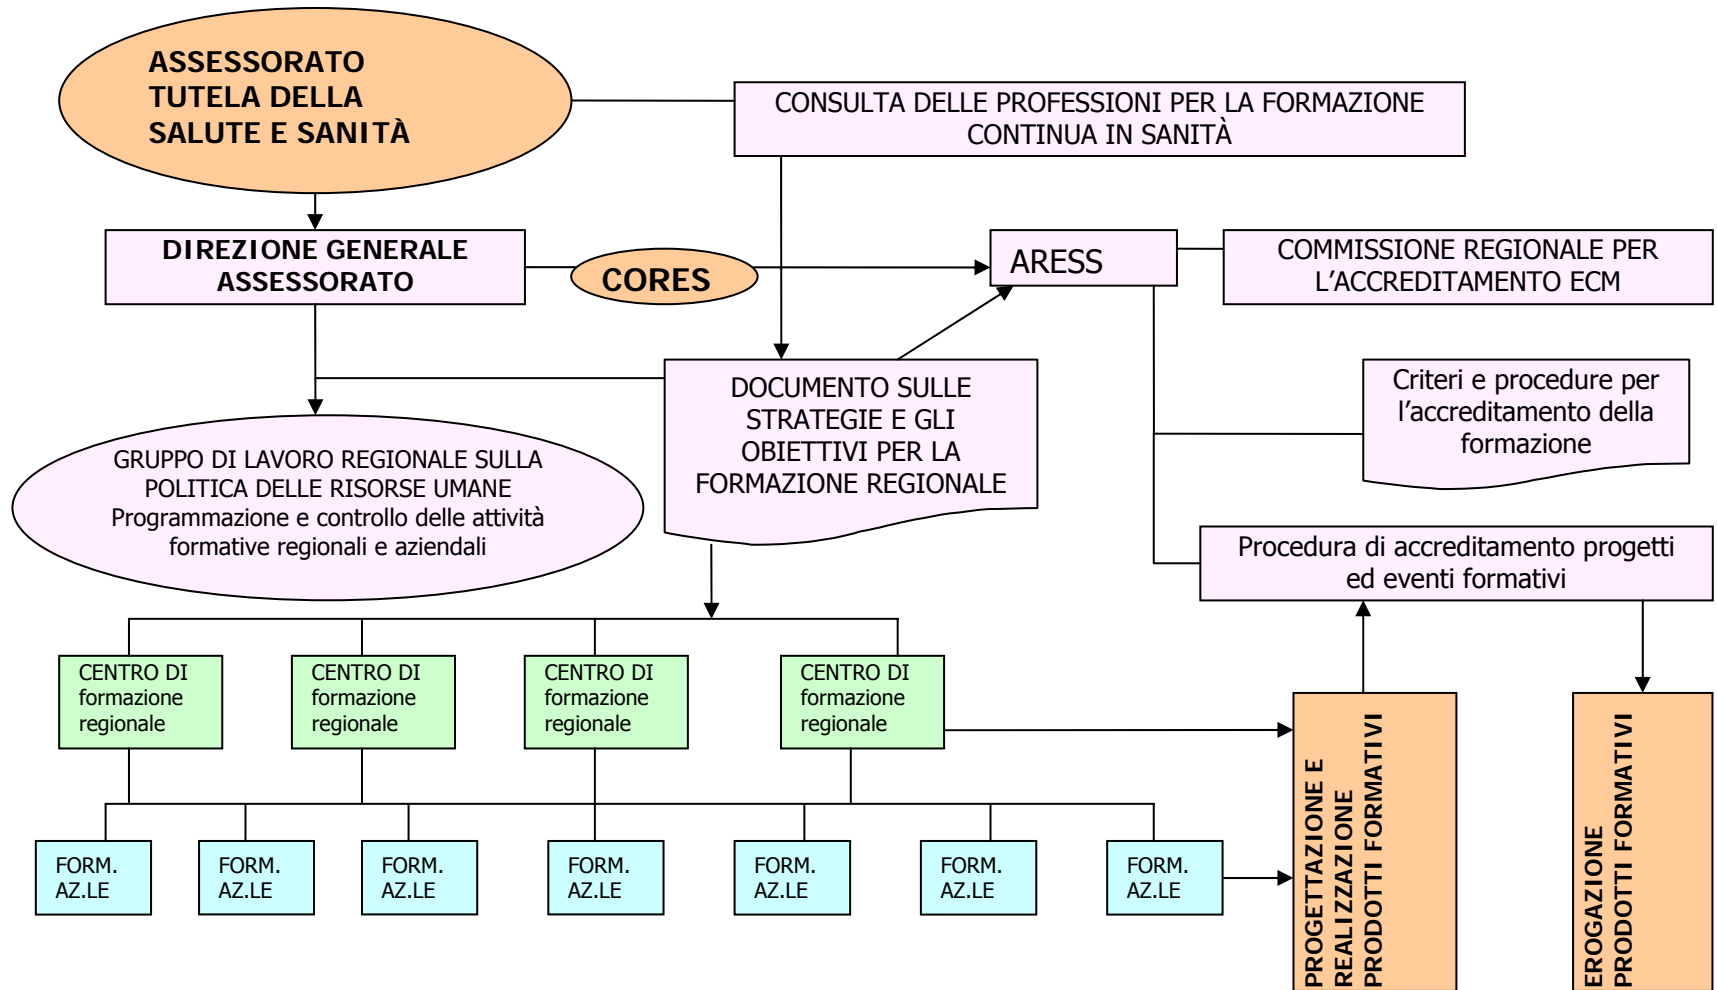 ASSESSORATO
TUTELA DELLA
SALUTE E SANITÀ
CONSULTA DELLE PROFESSIONI PER LA FORMAZIONE
CONTINUA IN SANITÀ
DIREZIONE GENERALE
ASSESSORATO
CORES
ARESS
COMMISSIONE REGIONALE PER
L’ACCREDITAMENTO ECM
DOCUMENTO SULLE
STRATEGIE E GLI
OBIETTIVI PER LA
FORMAZIONE REGIONALE
Criteri e procedure per
l’accreditamento della
formazione
GRUPPO DI LAVORO REGIONALE SULLA
POLITICA DELLE RISORSE UMANE
Programmazione e controllo delle attività
formative regionali e aziendali
Procedura di accreditamento progetti
ed eventi formativi
CENTRO DI
formazione
regionale
CENTRO DI
formazione
regionale
CENTRO DI
formazione
regionale
CENTRO DI
formazione
regionale
FORM.
AZ.LE
FORM.
AZ.LE
FORM.
AZ.LE
FORM.
AZ.LE
FORM.
AZ.LE
FORM.
AZ.LE
FORM.
AZ.LE
PROGETTAZIONE E
REALIZZAZIONE
PRODOTTI FORMATIVI
EROGAZIONE
PRODOTTI FORMATIVI